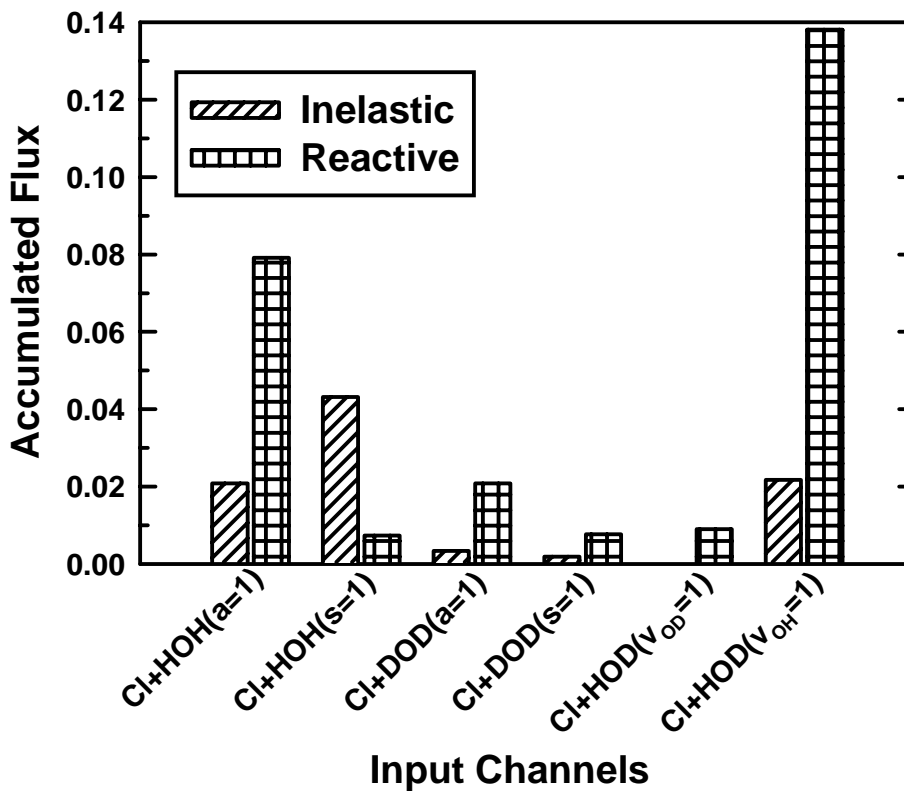 Accumulated Flux
0.14
0.12
0.10
0.08
0.06
0.04
0.02
0.00
Inelastic
Reactive
Cl+HOH(a=1)
Cl+HOH(s=1)
Cl+DOD(a=1)
Cl+DOD(s=1)
Cl+HOD(vOD=1)
Cl+HOD(vOH=1)
Input Channels